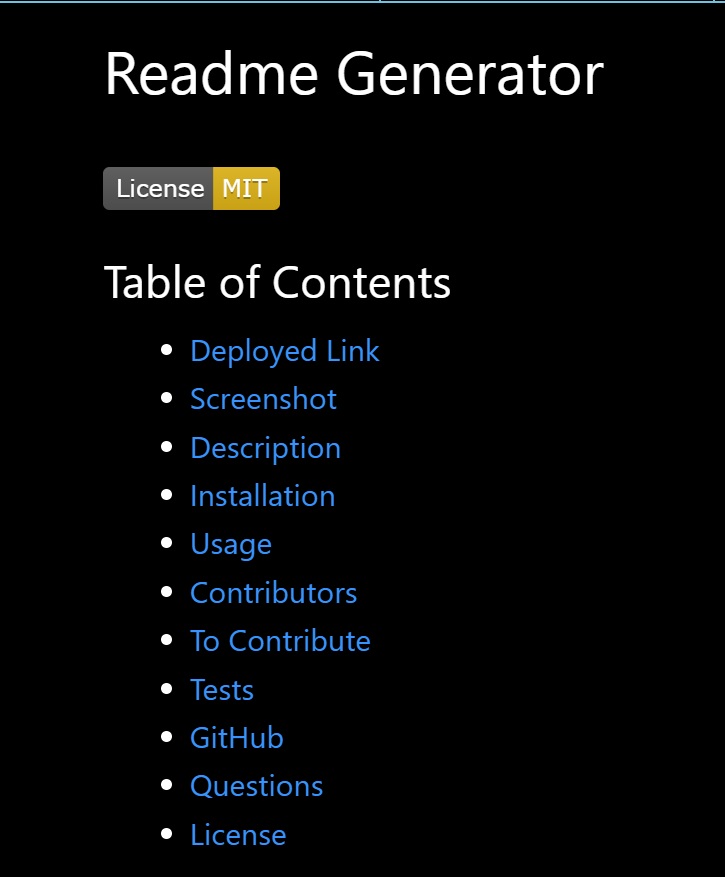 Readme Generator
License MIT
Table of Contents
Deployed Link
Screenshot
Description
Installation
Usage
Contributors
To Contribute
Tests
GitHub
Questions
License